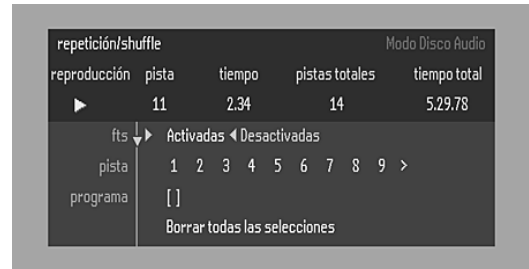 repetición/shuffle Modo Disco Audio
reproducción pista tiempo pistas totales tiempo total
11 2.34 14 5.29.78
fts Activadas Desactivadas
pista 1 2 3 4 5 6 7 8 9 >
programa [ ]
Borrar todas las selecciones